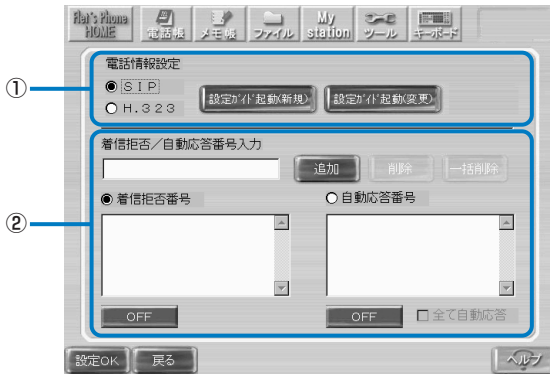 Flet's Phone HOME
電話帳
メモ帳
ファイル
My station
ツール
キーボード
①
電話情報設定
SIP
H.323
設定ｶﾞｲﾄﾞ起動(新規)
設定ｶﾞｲﾄﾞ起動(変更)
②
着信拒否／自動応答番号入力
追加
削除
一括削除
着信拒否番号
自動応答番号
OFF
OFF
全て自動応答
設定OK
戻る
ヘルプ